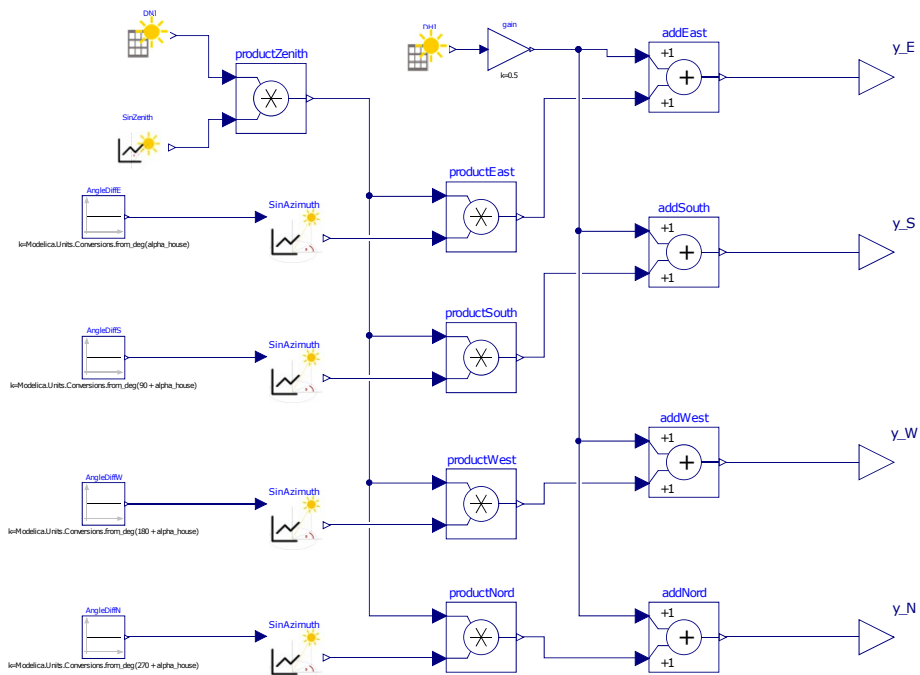 DNI
DHI
gain
addEast
productZenith
+1
y_E
k=0.5
+1
SinZenith
productEast
AngleDiffE
SinAzimuth
addSouth
+1
y_S
k=Modelica.Units.Conversions.from_deg(alpha_house)
+1
productSouth
AngleDiffS
SinAzimuth
k=Modelica.Units.Conversions.from_deg(90 + alpha_house)
addWest
y_W
+1
productWest
AngleDiffW
SinAzimuth
+1
k=Modelica.Units.Conversions.from_deg(180 + alpha_house)
productNord
addNord
AngleDiffN
SinAzimuth
+1
y_N
k=Modelica.Units.Conversions.from_deg(270 + alpha_house)
+1